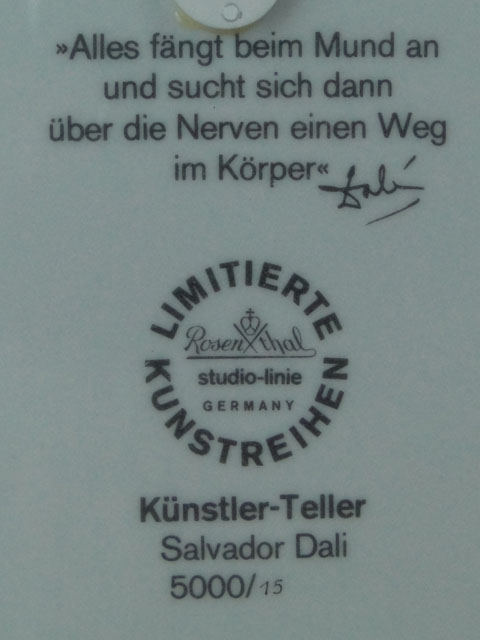 »Alles fängt beim Mund an
und sucht sich dann
über die Nerven einen Weg
im Körper« Dalí
LIMITIERTE
Rosenthal
studio-linie
GERMANY
KUNSTREIHEN
Künstler-Teller
Salvador Dali
5000/15